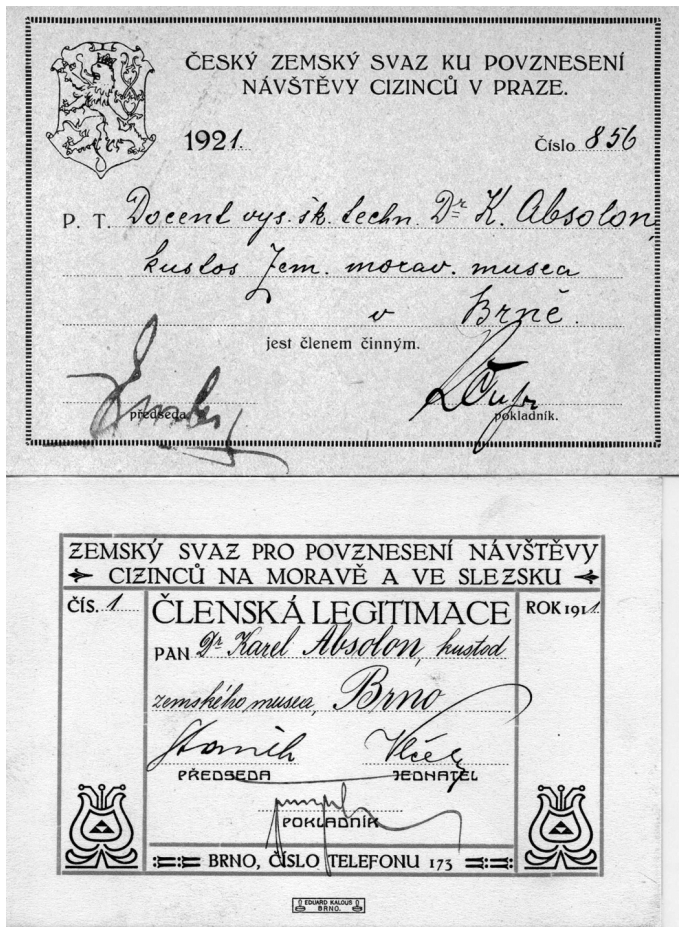 ČESKÝ ZEMSKÝ SVAZ KU POVZNESENÍ
NÁVŠTĚVY CIZINCŮ V PRAZE.
1921.
Číslo 856
P. T. Docent vys. šk. techn. Dr K. Absolon,
kustos Zem. morav. musea
v Brně.
jest členem činným.
předseda.
pokladník.
ZEMSKÝ SVAZ PRO POVZNESENÍ NÁVŠTĚVY
CIZINCŮ NA MORAVĚ A VE SLEZSKU
ČÍS. 1
ČLENSKÁ LEGITIMACE
ROK 1911
PAN Dr Karel Absolon, kustod
zemského musea, Brno
PŘEDSEDA
JEDNATEL
POKLADNÍK
BRNO, ČÍSLO TELEFONU 173
EDUARD KALOUS
BRNO.